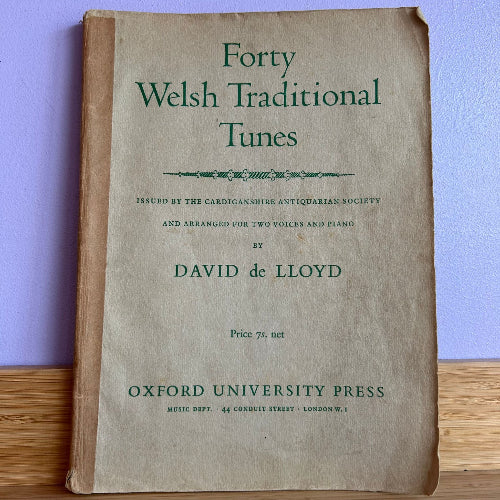 Forty
Welsh Traditional
Tunes
ISSUED BY THE CARDIGANSHIRE ANTIQUARIAN SOCIETY
AND ARRANGED FOR TWO VOICES AND PIANO
BY
DAVID de LLOYD
Price 7s. net
OXFORD UNIVERSITY PRESS
MUSIC DEPT. · 44 CONDUIT STREET · LONDON W. 1